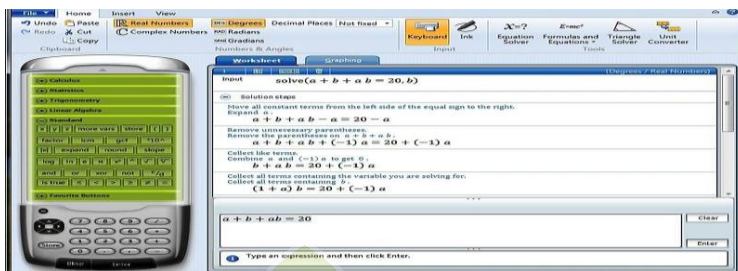 File Home Insert View
Undo Paste Real Numbers Degrees Decimal Places Not fixed
Redo Cut Complex Numbers Radians
Copy Gradians
Keyboard Ink Equation Solver Formulas and Equations Triangle Solver Unit Converter
Clipboard Numbers & Angles Input Tools
Worksheet Graphing
1 (Degrees / Real Numbers)
Input solve(a + b + a b = 20, b)
Solution steps
Move all constant terms from the left side of the equal sign to the right.
Expand a.
a + b + a b − a = 20 − a
Remove unnecessary parentheses.
Remove the parentheses on a + b + a b.
a + b + a b + (−1) a = 20 + (−1) a
Collect like terms.
Combine a and (−1) a to get 0.
b + a b = 20 + (−1) a
Collect all terms containing the variable you are solving for.
Collect all terms containing b.
(1 + a) b = 20 + (−1) a
a + b + ab = 20
Clear
Enter
Type an expression and then click Enter.
Calculus
Statistics
Trigonometry
Linear Algebra
Standard
x y z more vars store ( )
factor lcm gcf *10^
|x| expand round slope
log ln e
and or xor not
is true ≤ < > ≥ ≠ =
Favorite Buttons
Store